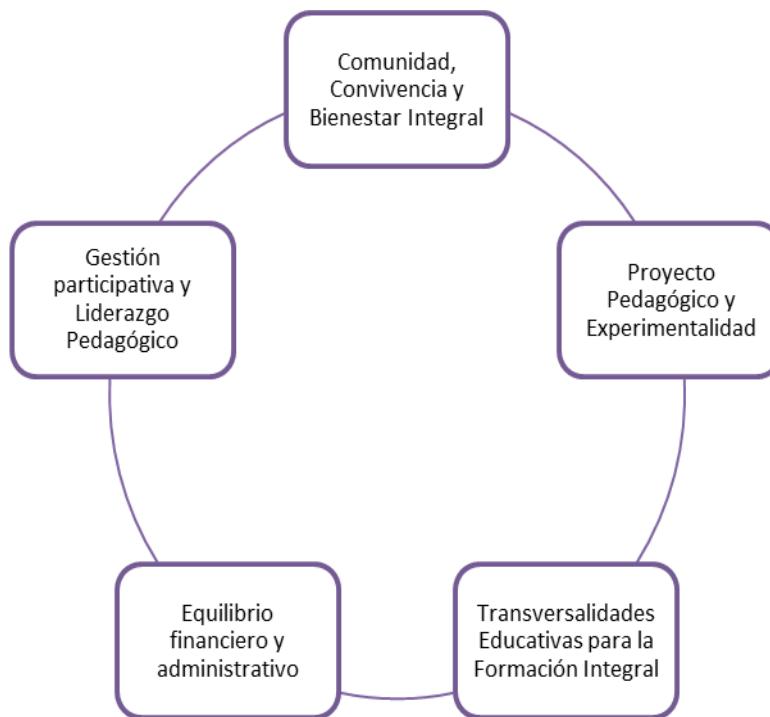 Comunidad,
Convivencia y
Bienestar Integral
Proyecto
Pedagógico y
Experimentalidad
Transversalidades
Educativas para la
Formación Integral
Equilibrio
financiero y
administrativo
Gestión
participativa y
Liderazgo
Pedagógico